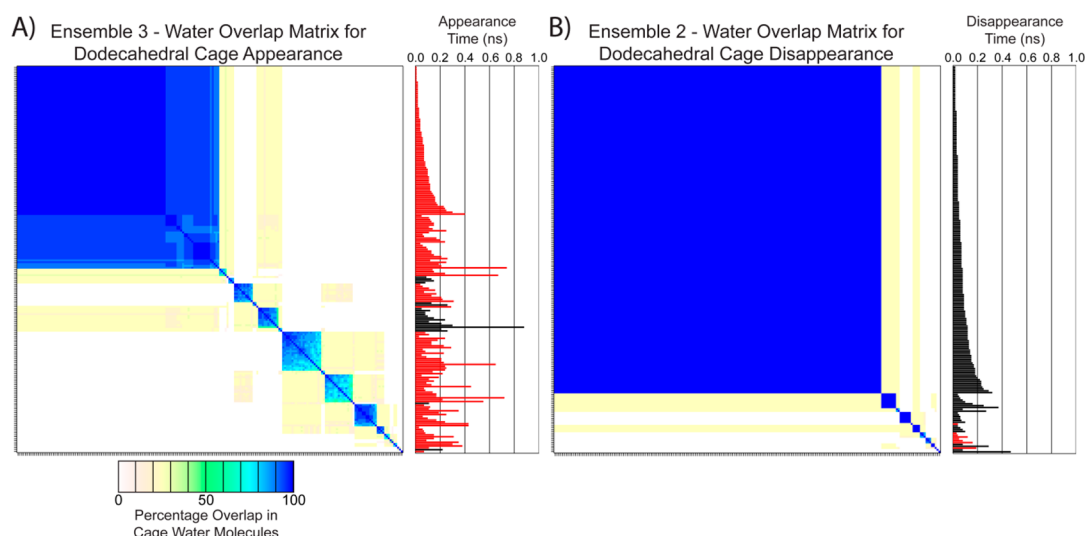 A) Ensemble 3 - Water Overlap Matrix for
Dodecahedral Cage Appearance
Appearance
Time (ns)
0.0 0.2 0.4 0.6 0.8 1.0
0 50 100
Percentage Overlap in
Cage Water Molecules
B) Ensemble 2 - Water Overlap Matrix for
Dodecahedral Cage Disappearance
Disappearance
Time (ns)
0.0 0.2 0.4 0.6 0.8 1.0